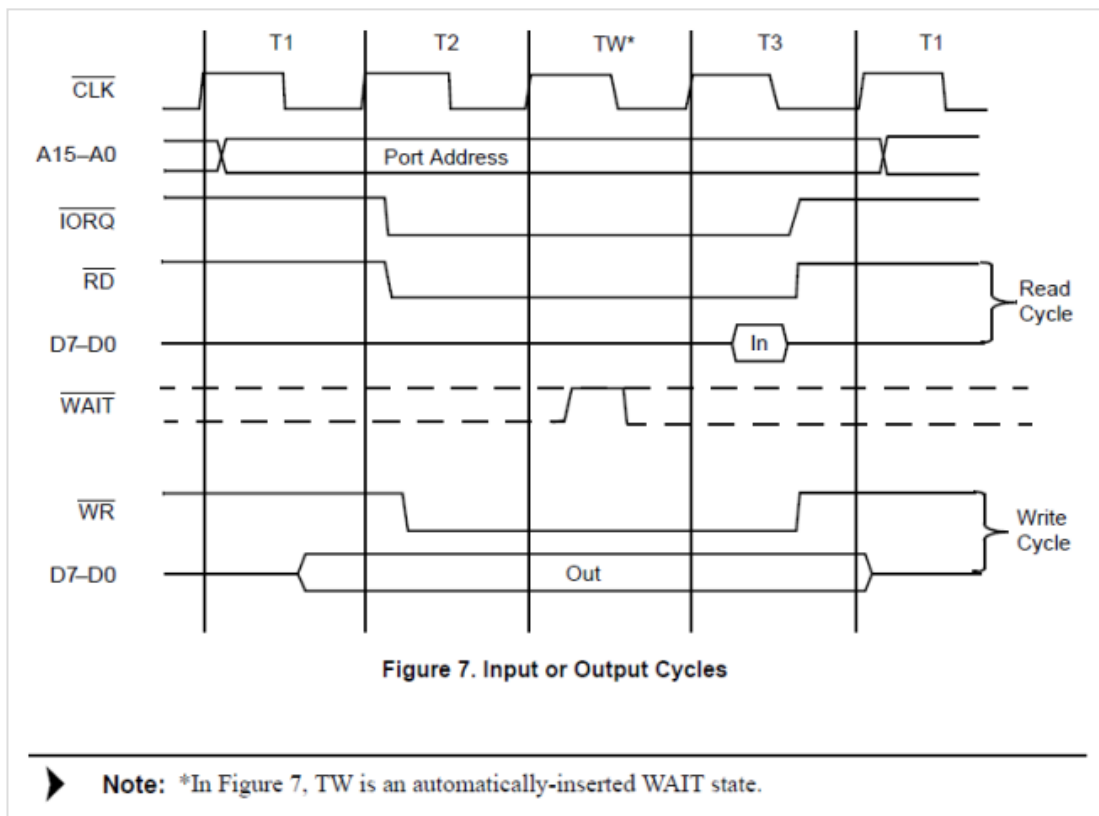 T1 T2 TW* T3 T1
CLK
A15–A0 Port Address
IORQ
RD
Read
Cycle
D7–D0 In
WAIT
WR
Write
Cycle
D7–D0 Out
Figure 7. Input or Output Cycles
Note: *In Figure 7, TW is an automatically-inserted WAIT state.